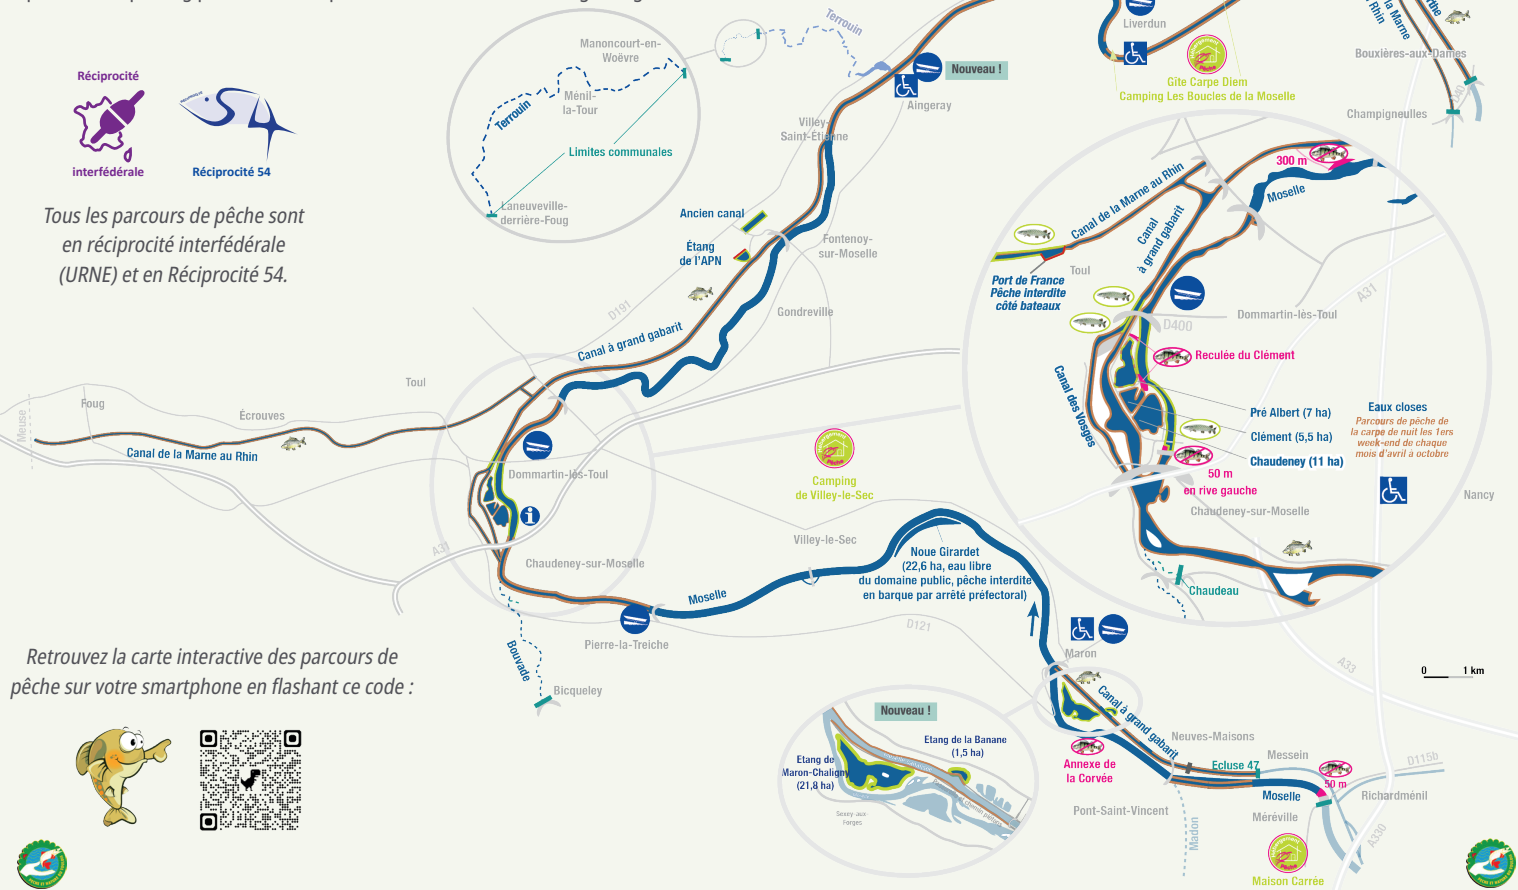 Réciprocité
interfédérale
Réciprocité 54
Tous les parcours de pêche sont
en réciprocité interfédérale
(URNE) et en Réciprocité 54.
Manoncourt-en-
Woëvre
Ménil-
la-Tour
Terrouin
Limites communales
Laneuveville-
derrière-Foug
Terrouin
Nouveau !
Aingeray
Villey-
Saint-Étienne
Liverdun
Gîte Carpe Diem
Camping Les Boucles de la Moselle
la Marne
Rhin
Bouxières-aux-Dames
Champigneulles
Ancien canal
Étang
de l'APN
Fontenoy-
sur-Moselle
Gondreville
D191
Canal à grand gabarit
Toul
Foug
Écrouves
Meuse
Canal de la Marne au Rhin
Dommartin-lès-Toul
A31
Chaudeney-sur-Moselle
Bouvade
Bicqueley
Pierre-la-Treiche
Moselle
Camping
de Villey-le-Sec
Villey-le-Sec
Noue Girardet
(22,6 ha, eau libre
du domaine public, pêche interdite
en barque par arrêté préfectoral)
D121
Maron
300 m
Moselle
Canal de la Marne au Rhin
Canal
à grand gabarit
Toul
Port de France
Pêche interdite
côté bateaux
Dommartin-lès-Toul
A31
D400
Reculée du Clément
Canal des Vosges
Pré Albert (7 ha)
Clément (5,5 ha)
Chaudeney (11 ha)
Eaux closes
Parcours de pêche de
la carpe de nuit les 1ers
week-end de chaque
mois d'avril à octobre
50 m
en rive gauche
Chaudeney-sur-Moselle
Nancy
Chaudeau
A33
0 1 km
Retrouvez la carte interactive des parcours de
pêche sur votre smartphone en flashant ce code :
Nouveau !
Etang de la Banane
(1,5 ha)
Etang de
Maron-Chaligny
(21,8 ha)
Sexey-aux-
Forges
Canal à grand gabarit
Annexe de
la Corvée
Neuves-Maisons
Ecluse 47
Messein
50 m
D115b
Moselle
Richardménil
Pont-Saint-Vincent
Méréville
Madon
A330
Maison Carrée